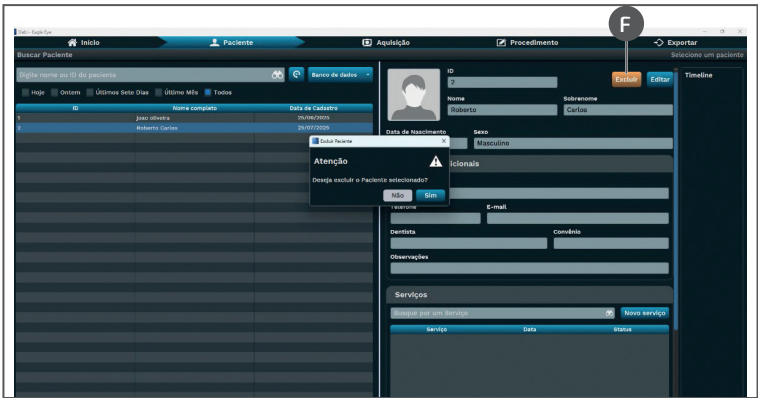 F
Dabi - Eagle Eye
Início
Paciente
Aquisição
Procedimento
Exportar
Buscar Paciente
Selecione um paciente
Digite nome ou ID do paciente
Banco de dados
Hoje Ontem Últimos Sete Dias Último Mês Todos
ID Nome completo Data de Cadastro
1 joao oliveira 25/06/2025
2 Roberto Carlos 25/07/2025
ID
2
Excluir Editar
Timeline
Nome Sobrenome
Roberto Carlos
Data de Nascimento Sexo
Masculino
Excluir Paciente
Atenção
Deseja excluir o Paciente selecionado?
Não Sim
icionais
Telefone E-mail
Dentista Convênio
Observações
Serviços
Busque por um Serviço
Novo serviço
Serviço Data Status